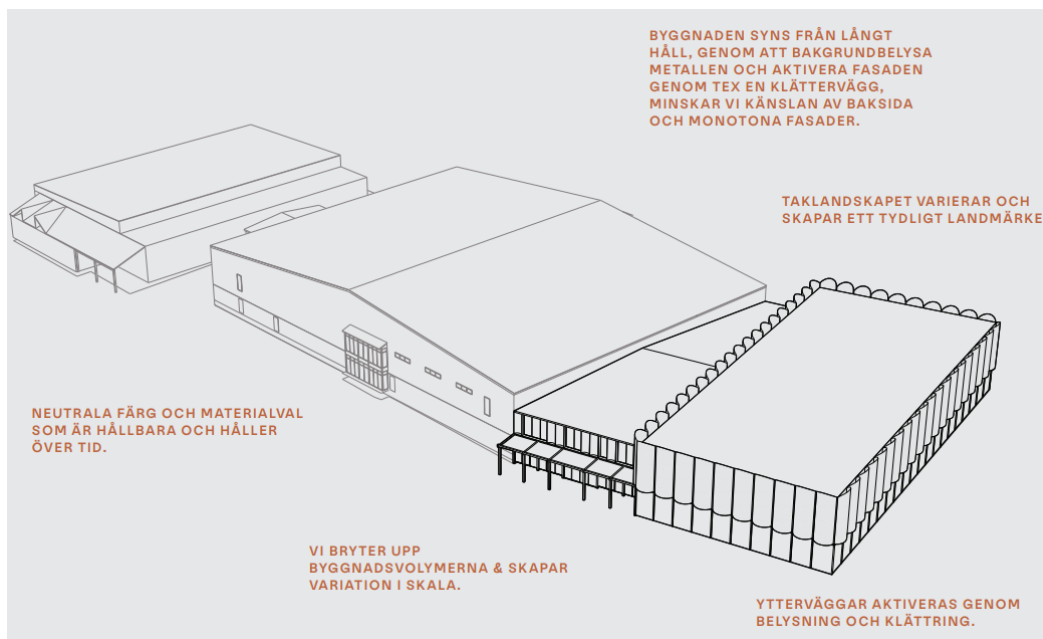 BYGGNADEN SYNS FRÅN LÅNGT
HÅLL, GENOM ATT BAKGRUNDBELYSA
METALLEN OCH AKTIVERA FASADEN
GENOM TEX EN KLÄTTERVÄGG,
MINSKAR VI KÄNSLAN AV BAKSIDA
OCH MONOTONA FASADER.
TAKLANDSKAPET VARIERAR OCH
SKAPAR ETT TYDLIGT LANDMÄRKE
NEUTRALA FÄRG OCH MATERIALVAL
SOM ÄR HÅLLBARA OCH HÅLLER
ÖVER TID.
VI BRYTER UPP
BYGGNADSVOLYMERNA & SKAPAR
VARIATION I SKALA.
YTTERVÄGGAR AKTIVERAS GENOM
BELYSNING OCH KLÄTTRING.